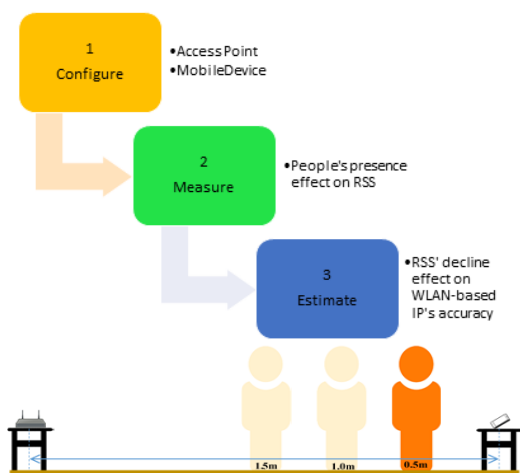 1
Configure
•AccessPoint
•MobileDevice
2
Measure
•People's presence
effect on RSS
3
Estimate
•RSS' decline
effect on
WLAN-based
IP's accuracy
1.5m
1.0m
0.5m